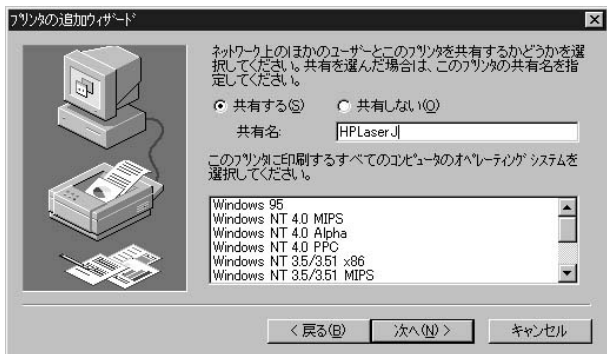 プリンタの追加ウィザード
ネットワーク上のほかのユーザーとこのプリンタを共有するかどうかを選
択してください。共有を選んだ場合は、このプリンタの共有名を指
定してください。
共有する(S) 共有しない(O)
共有名: HPLaserJ
このプリンタに印刷するすべてのコンピュータのオペレーティング システムを
選択してください。
Windows 95
Windows NT 4.0 MIPS
Windows NT 4.0 Alpha
Windows NT 4.0 PPC
Windows NT 3.5/3.51 x86
Windows NT 3.5/3.51 MIPS
< 戻る(B) 次へ(N) > キャンセル